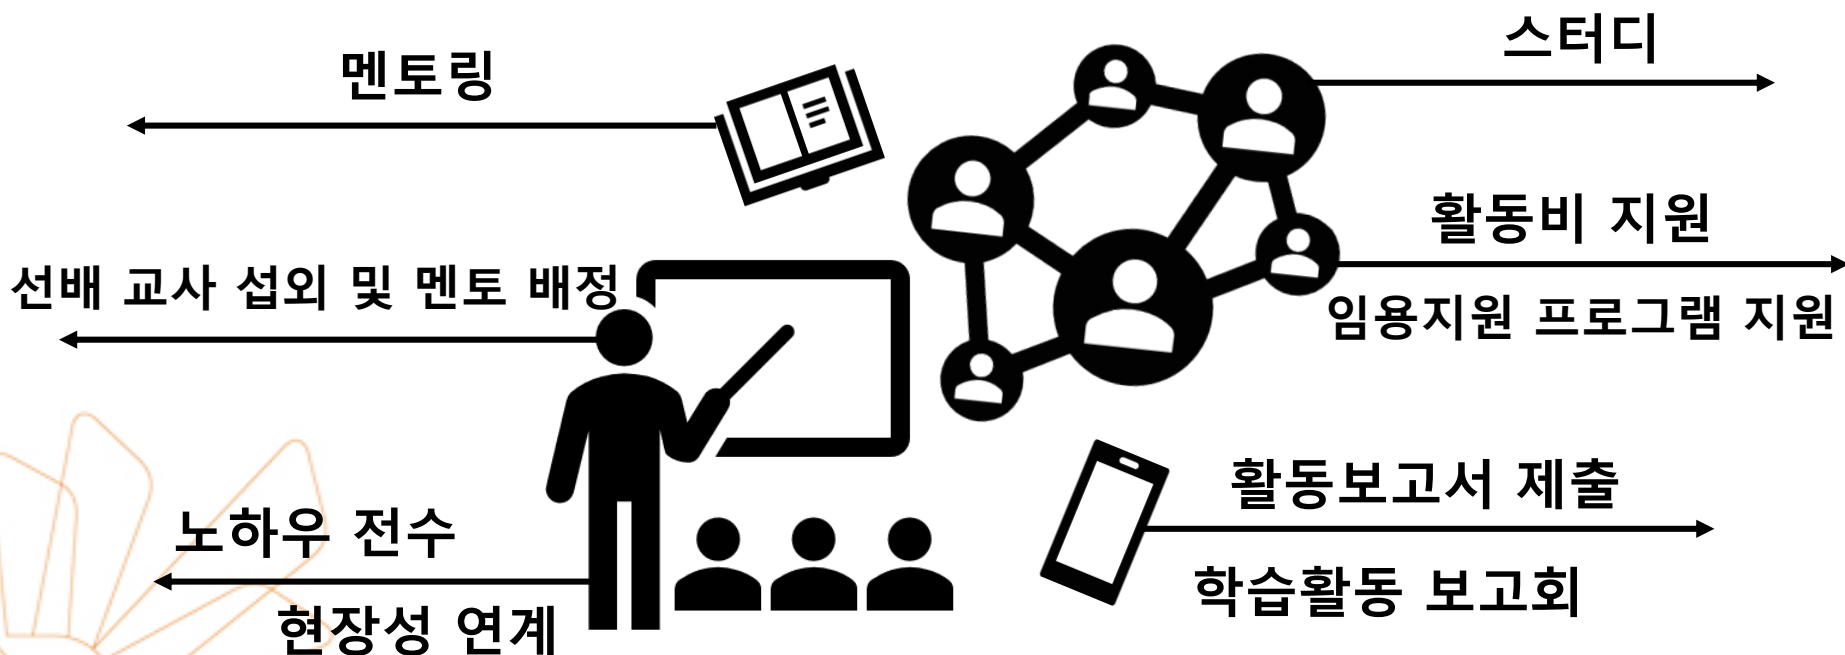 멘토링
선배 교사 섭외 및 멘토 배정
노하우 전수
현장성 연계
스터디
활동비 지원
임용지원 프로그램 지원
활동보고서 제출
학습활동 보고회